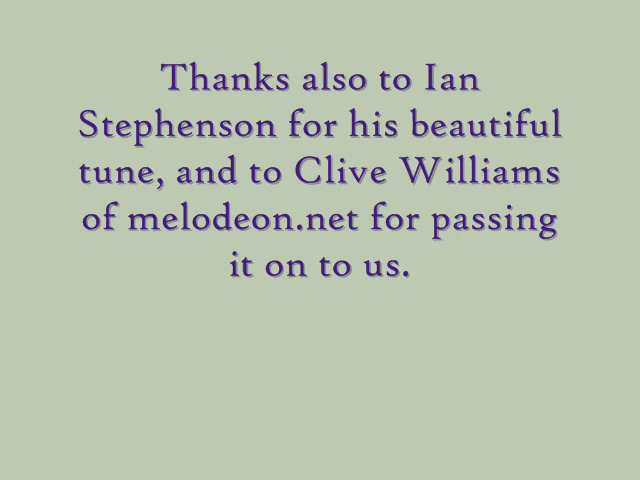 Thanks also to Ian
Stephenson for his beautiful
tune, and to Clive Williams
of melodeon.net for passing
it on to us.